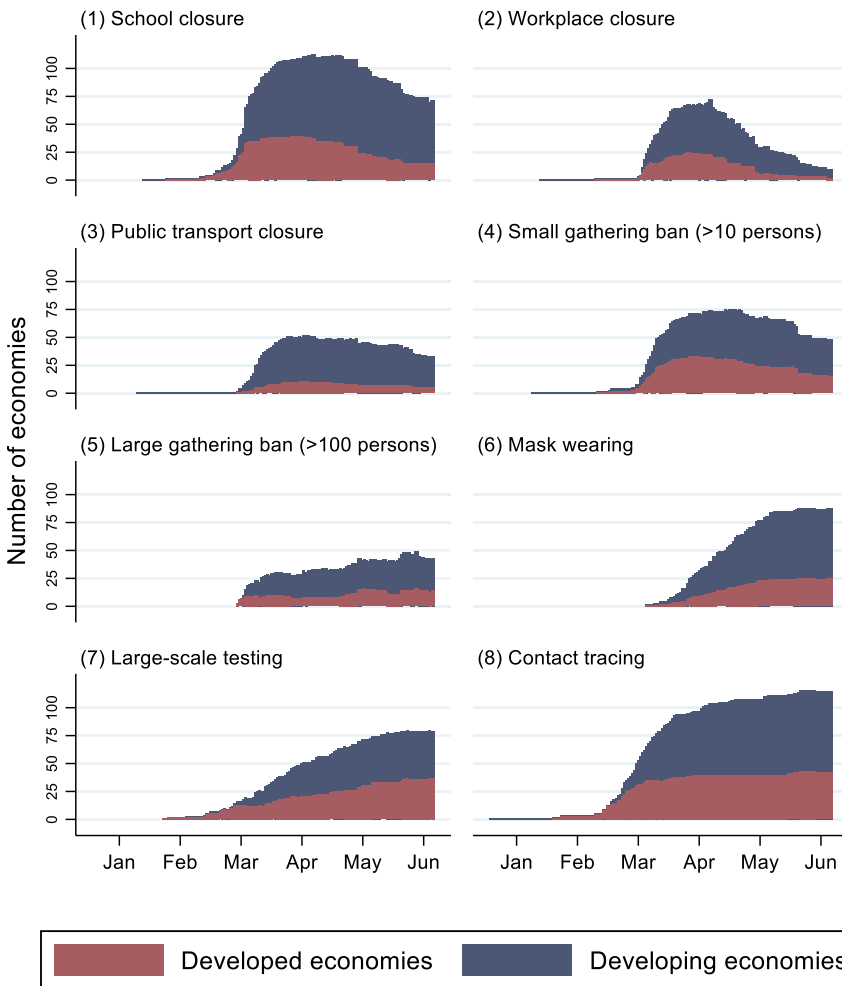 (1) School closure
(2) Workplace closure
100
75
50
25
0
(3) Public transport closure
(4) Small gathering ban (>10 persons)
100
75
50
25
0
Number of economies
(5) Large gathering ban (>100 persons)
(6) Mask wearing
100
75
50
25
0
(7) Large-scale testing
(8) Contact tracing
100
75
50
25
0
Jan Feb Mar Apr May Jun
Jan Feb Mar Apr May Jun
Developed economies
Developing economies